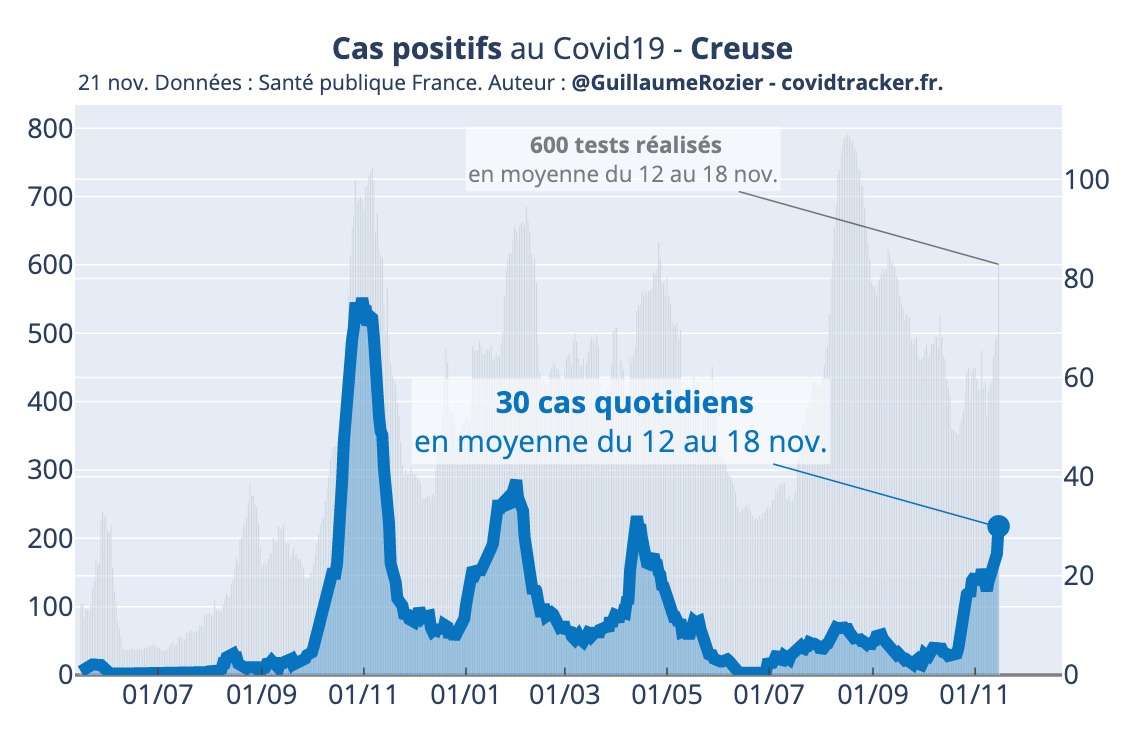 Cas positifs au Covid19 - Creuse
21 nov. Données : Santé publique France. Auteur : @GuillaumeRozier - covidtracker.fr.
800
700
600
500
400
300
200
100
0
600 tests réalisés
en moyenne du 12 au 18 nov.
30 cas quotidiens
en moyenne du 12 au 18 nov.
100
80
60
40
20
0
01/07 01/09 01/11 01/01 01/03 01/05 01/07 01/09 01/11